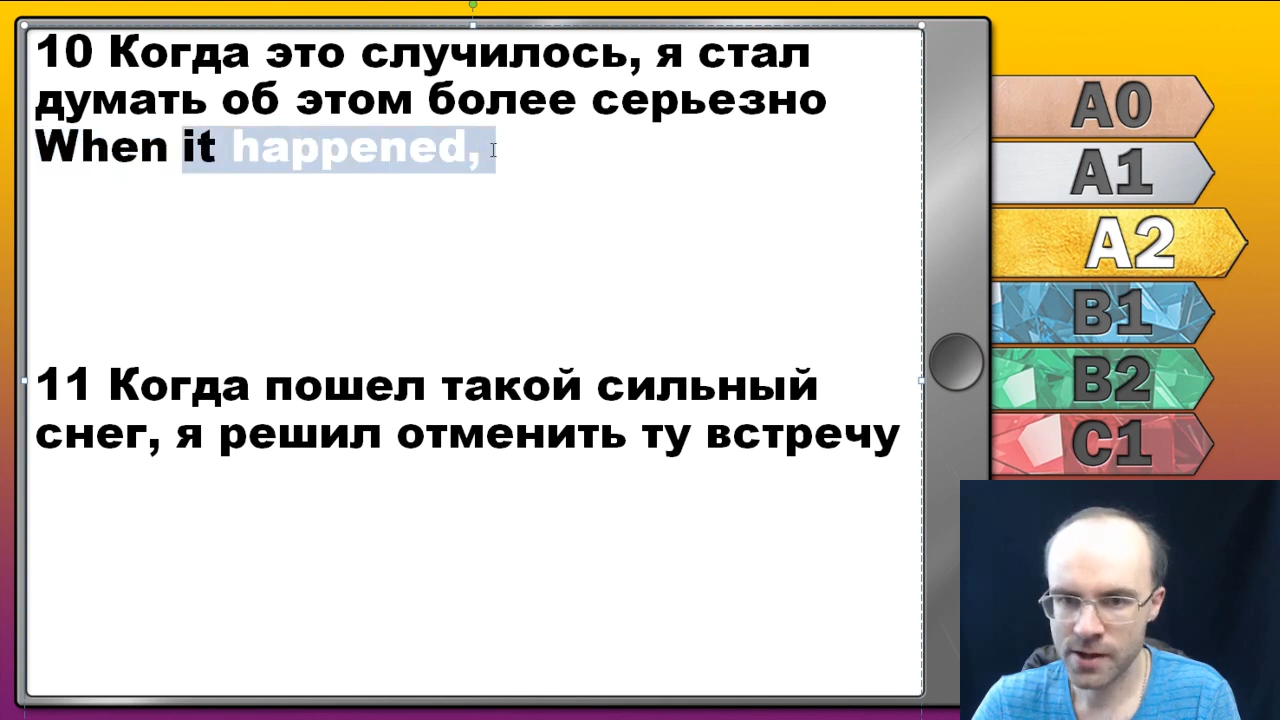 10 Когда это случилось, я стал
думать об этом более серьезно
When it happened,
11 Когда пошел такой сильный
снег, я решил отменить ту встречу
A0
A1
A2
B1
B2
C1